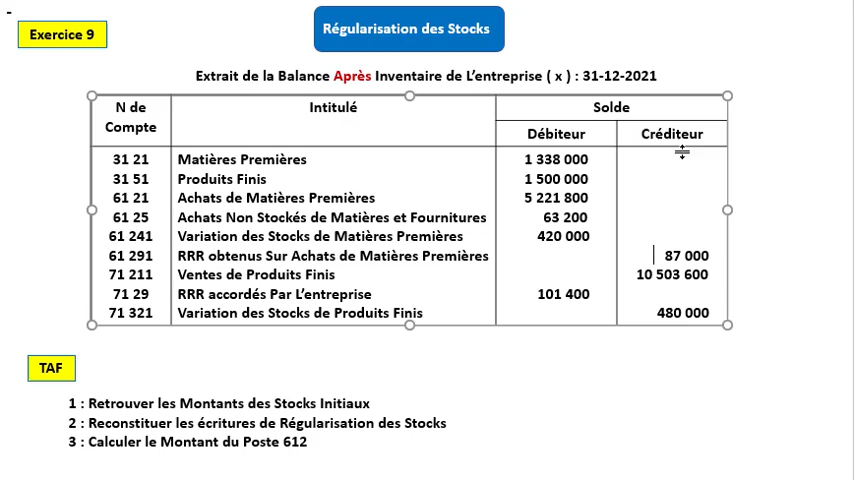 -
Exercice 9
Régularisation des Stocks
Extrait de la Balance Après Inventaire de L'entreprise ( x ) : 31-12-2021
N de Compte Intitulé Solde
Débiteur Créditeur
31 21 Matières Premières 1 338 000
31 51 Produits Finis 1 500 000
61 21 Achats de Matières Premières 5 221 800
61 25 Achats Non Stockés de Matières et Fournitures 63 200
61 241 Variation des Stocks de Matières Premières 420 000
61 291 RRR obtenus Sur Achats de Matières Premières 87 000
71 211 Ventes de Produits Finis 10 503 600
71 29 RRR accordés Par L'entreprise 101 400
71 321 Variation des Stocks de Produits Finis 480 000
TAF
1 : Retrouver les Montants des Stocks Initiaux
2 : Reconstituer les écritures de Régularisation des Stocks
3 : Calculer le Montant du Poste 612